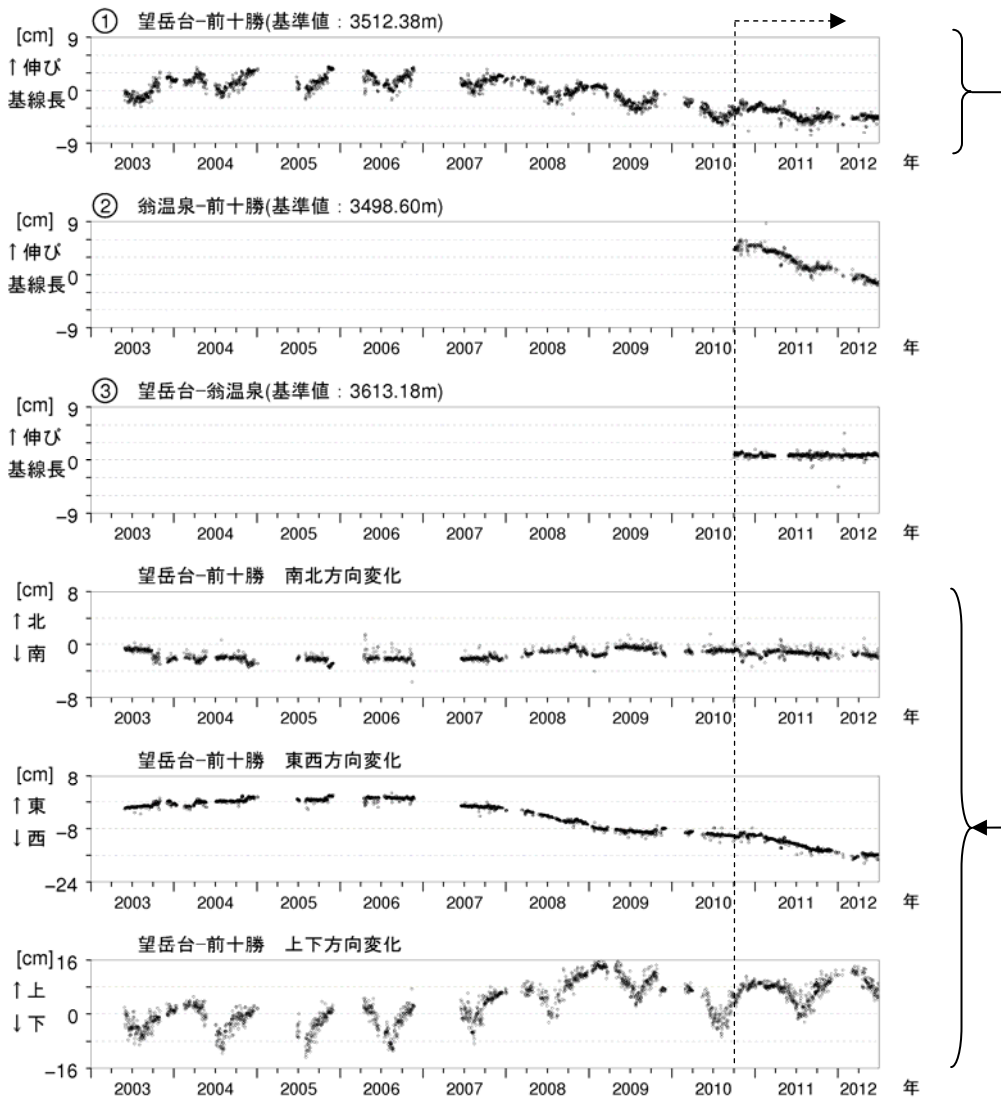 ① 望岳台−前十勝(基準値：3512.38m)
[cm] 9
↑伸び
基線長 0
−9
2003 2004 2005 2006 2007 2008 2009 2010 2011 2012 年
② 翁温泉−前十勝(基準値：3498.60m)
[cm] 9
↑伸び
基線長 0
−9
2003 2004 2005 2006 2007 2008 2009 2010 2011 2012 年
③ 望岳台−翁温泉(基準値：3613.18m)
[cm] 9
↑伸び
基線長 0
−9
2003 2004 2005 2006 2007 2008 2009 2010 2011 2012 年
望岳台−前十勝　南北方向変化
[cm] 8
↑北
0
↓南
−8
2003 2004 2005 2006 2007 2008 2009 2010 2011 2012 年
望岳台−前十勝　東西方向変化
[cm] 8
↑東
−8
↓西
−24
2003 2004 2005 2006 2007 2008 2009 2010 2011 2012 年
望岳台−前十勝　上下方向変化
[cm] 16
↑上
0
↓下
−16
2003 2004 2005 2006 2007 2008 2009 2010 2011 2012 年